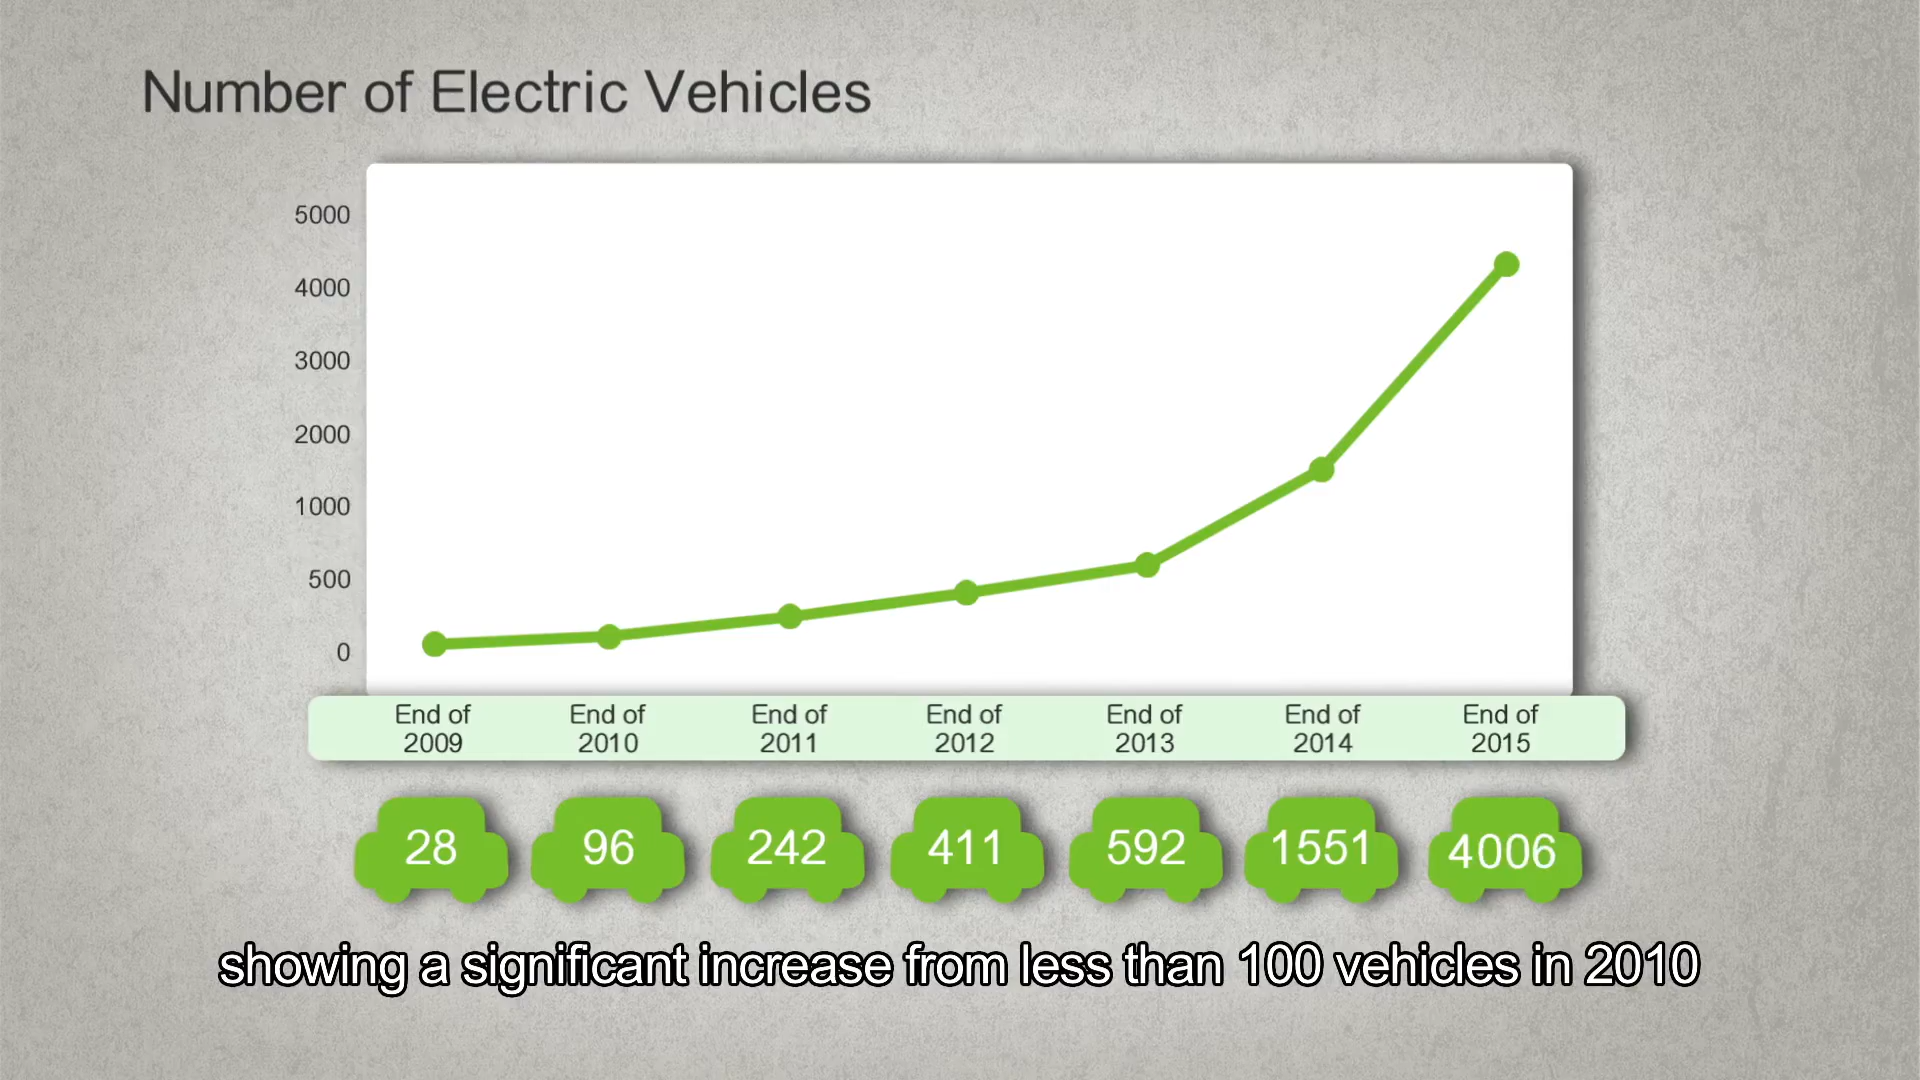 Number of Electric Vehicles
5000
4000
3000
2000
1000
500
0
End of 2009
End of 2010
End of 2011
End of 2012
End of 2013
End of 2014
End of 2015
28
96
242
411
592
1551
4006
showing a significant increase from less than 100 vehicles in 2010